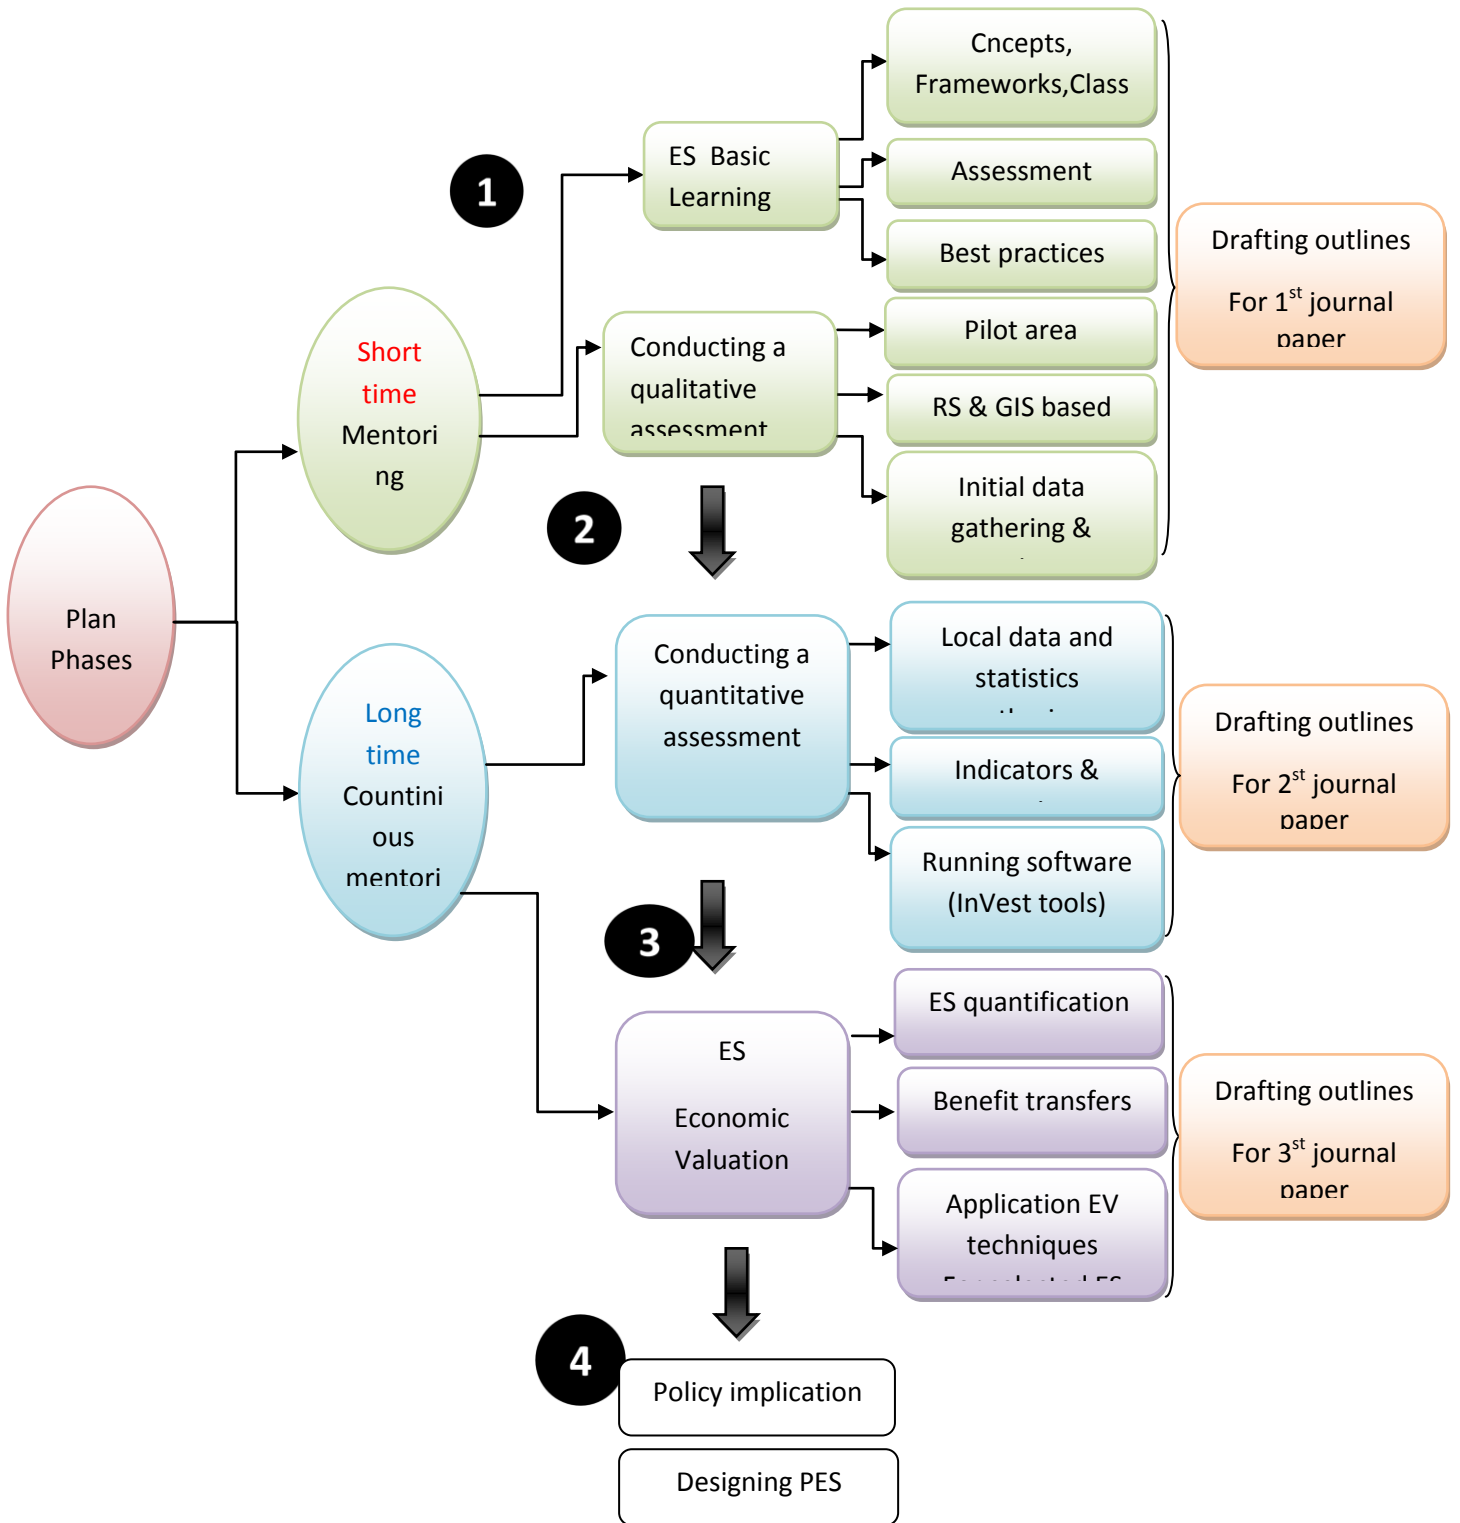 Plan
Phases
Short
time
Mentori
ng
Long
time
Countini
ous
mentori
1
ES Basic
Learning
Cncepts,
Frameworks,Class
Assessment
Best practices
Conducting a
qualitative
assessment
Pilot area
RS & GIS based
Initial data
gathering &
Drafting outlines
For 1st journal
paper
2
Conducting a
quantitative
assessment
Local data and
statistics
Indicators &
Running software
(InVest tools)
Drafting outlines
For 2st journal
paper
3
ES
Economic
Valuation
ES quantification
Benefit transfers
Application EV
techniques
For selected ES
Drafting outlines
For 3st journal
paper
4
Policy implication
Designing PES